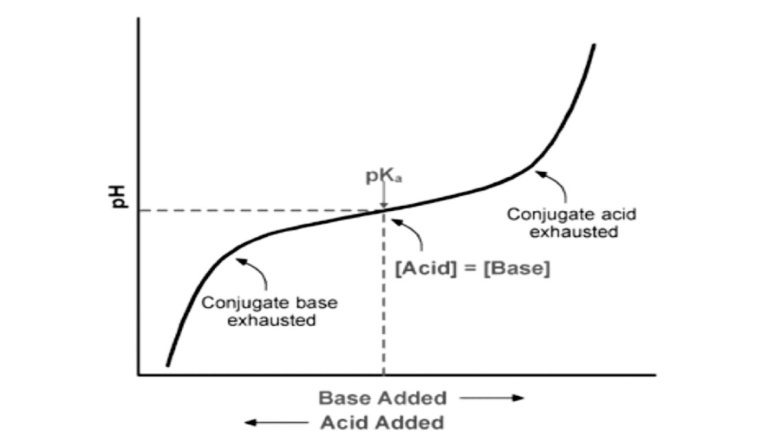 pKₐ
pH
Conjugate acid
exhausted
[Acid] = [Base]
Conjugate base
exhausted
Base Added
Acid Added